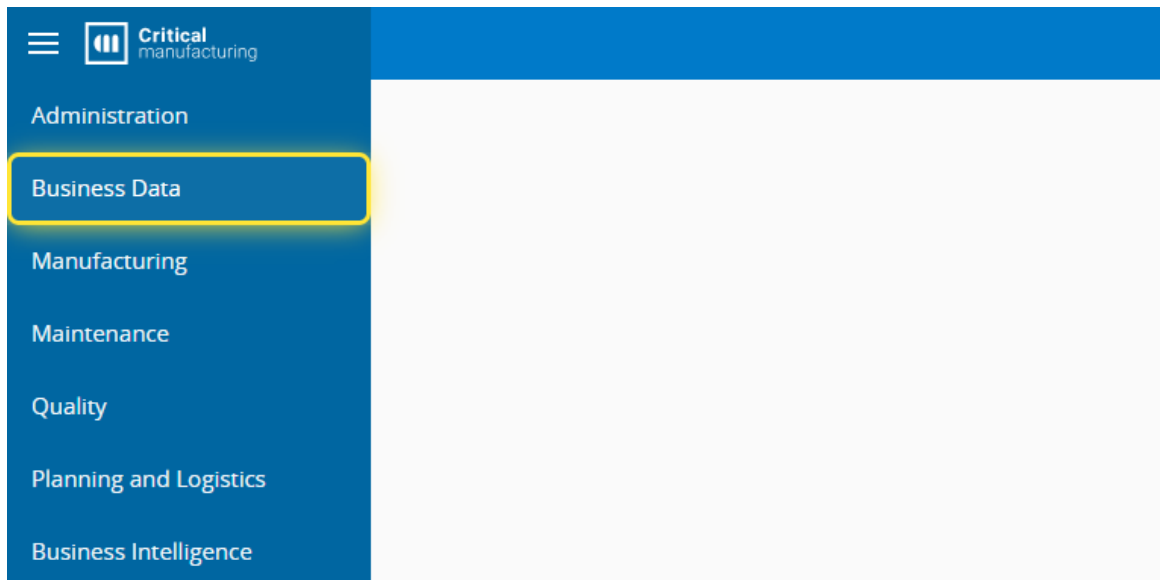 Critical
manufacturing
Administration
Business Data
Manufacturing
Maintenance
Quality
Planning and Logistics
Business Intelligence